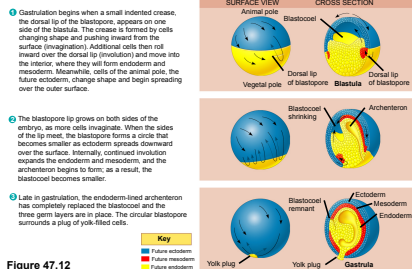 SURFACE VIEW
CROSS SECTION
1 Gastrulation begins when a small indented crease,
the dorsal lip of the blastopore, appears on one
side of the blastula. The crease is formed by cells
changing shape and pushing inward from the
surface (invagination). Additional cells then roll
inward over the dorsal lip (involution) and move into
the interior, where they will form endoderm and
mesoderm. Meanwhile, cells of the animal pole, the
future ectoderm, change shape and begin spreading
over the outer surface.
Animal pole
Blastocoel
Dorsal lip
of blastopore
Vegetal pole
Blastula
Dorsal lip
of blastopore
2 The blastopore lip grows on both sides of the
embryo, as more cells invaginate. When the sides
of the lip meet, the blastopore forms a circle that
becomes smaller as ectoderm spreads downward
over the surface. Internally, continued involution
expands the endoderm and mesoderm, and the
archenteron begins to form; as a result, the
blastocoel becomes smaller.
Blastocoel
shrinking
Archenteron
3 Late in gastrulation, the endoderm-lined archenteron
has completely replaced the blastocoel and the
three germ layers are in place. The circular blastopore
surrounds a plug of yolk-filled cells.
Blastocoel
remnant
Ectoderm
Mesoderm
Endoderm
Yolk plug
Yolk plug
Gastrula
Key
Future ectoderm
Future mesoderm
Future endoderm
Figure 47.12